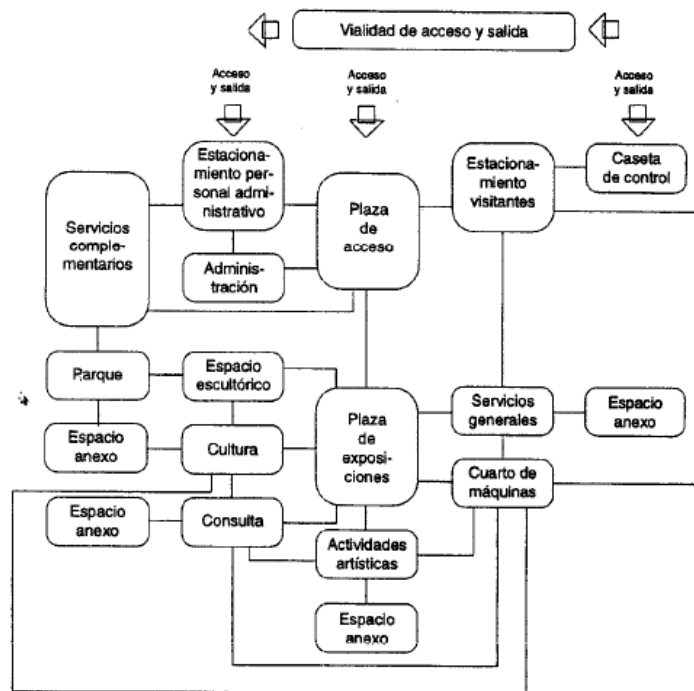 Vialidad de acceso y salida
Acceso
y salida
Acceso
y salida
Acceso
y salida
Estaciona-
miento per-
sonal admi-
nistrativo
Estaciona-
miento
visitantes
Caseta
de control
Servicios
comple-
mentarios
Plaza
de
acceso
Adminis-
tración
Parque
Espacio
escultórico
Plaza
de
exposi-
ciones
Servicios
generales
Espacio
anexo
Espacio
anexo
Cultura
Cuarto de
máquinas
Espacio
anexo
Consulta
Actividades
artísticas
Espacio
anexo